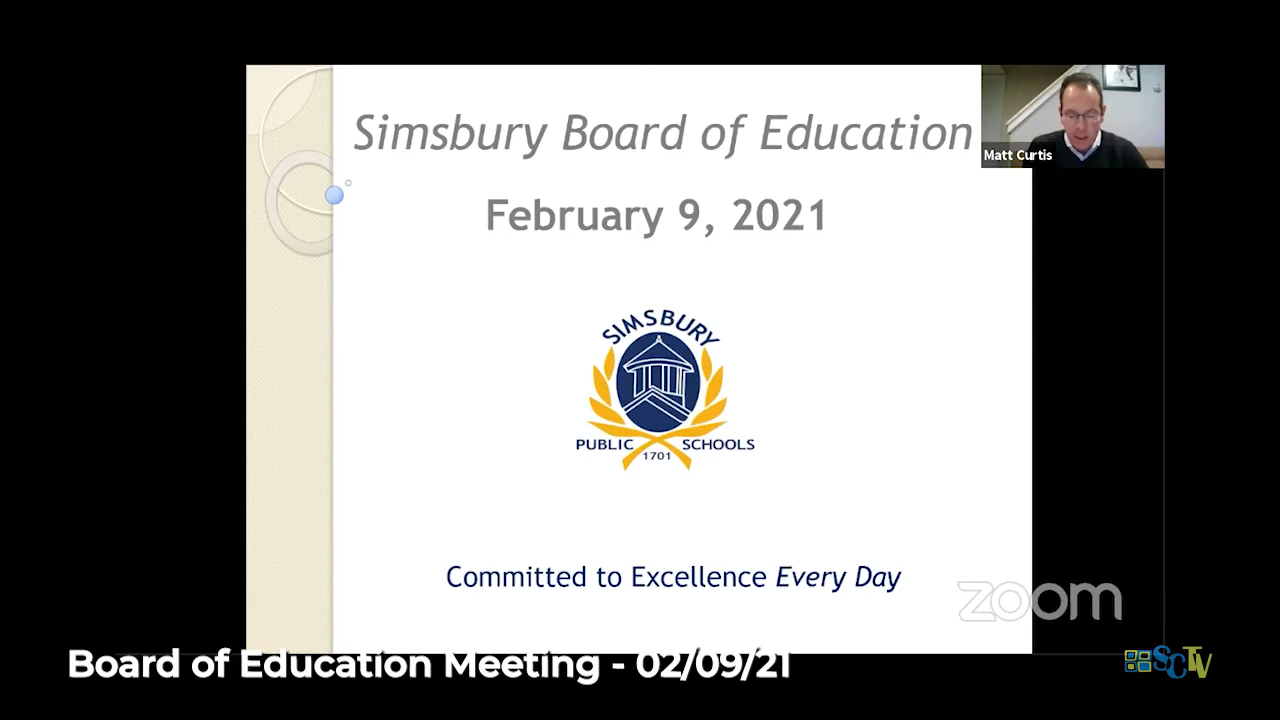 Simsbury Board of Education
Matt Curtis
February 9, 2021
SIMSBURY
PUBLIC SCHOOLS
1701
Committed to Excellence Every Day
zoom
Board of Education Meeting - 02/09/21
SCTV